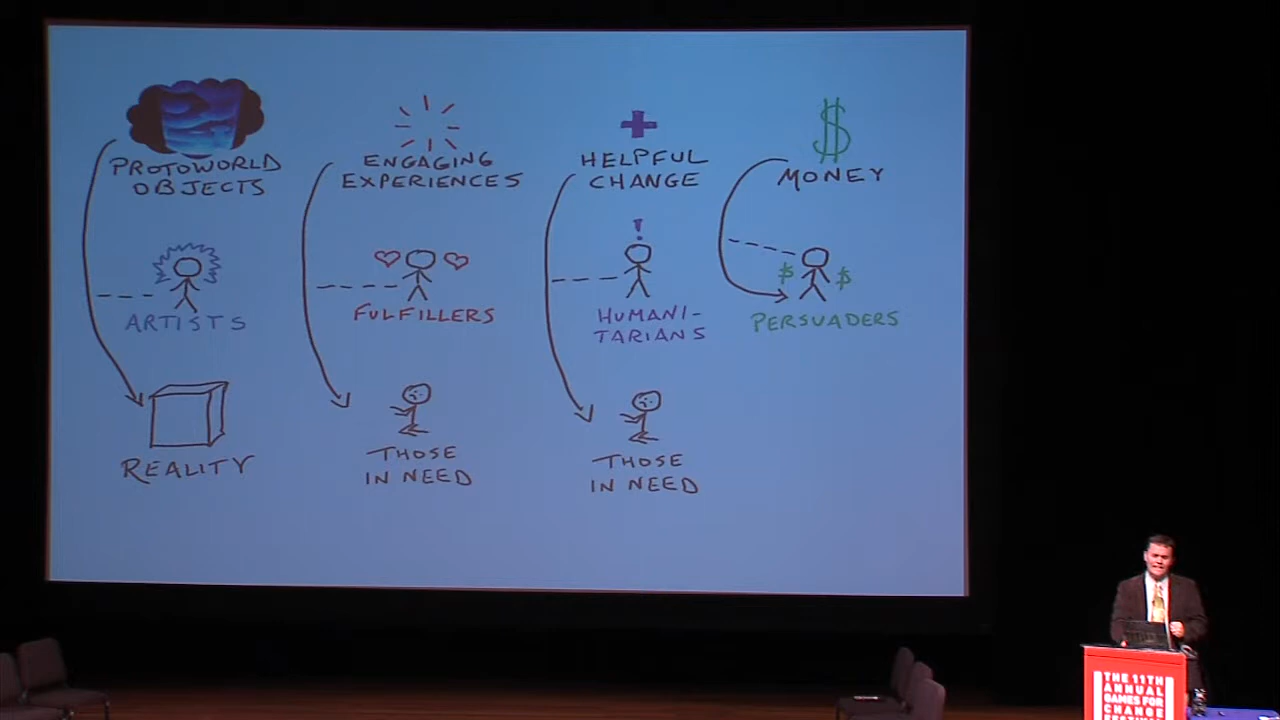 PROTOWORLD
OBJECTS
ENGAGING
EXPERIENCES
HELPFUL
CHANGE
$
MONEY
ARTISTS
FULFILLERS
!
HUMANI-
TARIANS
$ $
PERSUADERS
REALITY
THOSE
IN NEED
THOSE
IN NEED
THE 11TH
ANNUAL
GAMES FOR
CHANGE